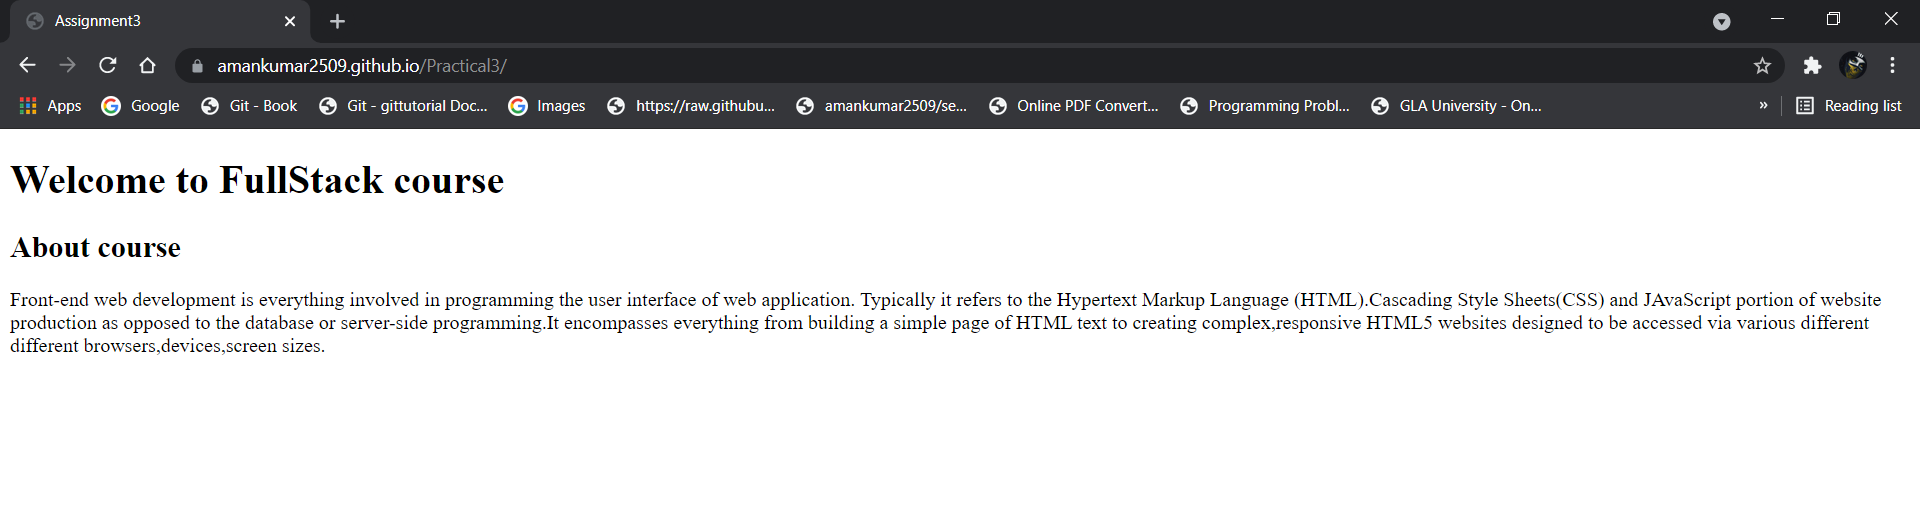 Assignment3
amankumar2509.github.io/Practical3/
Apps Google Git - Book Git - gittutorial Doc... Images https://raw.githubu... amankumar2509/se... Online PDF Convert... Programming Probl... GLA University - On... » Reading list
Welcome to FullStack course
About course
Front-end web development is everything involved in programming the user interface of web application. Typically it refers to the Hypertext Markup Language (HTML).Cascading Style Sheets(CSS) and JAvaScript portion of website
production as opposed to the database or server-side programming.It encompasses everything from building a simple page of HTML text to creating complex,responsive HTML5 websites designed to be accessed via various different
different browsers,devices,screen sizes.